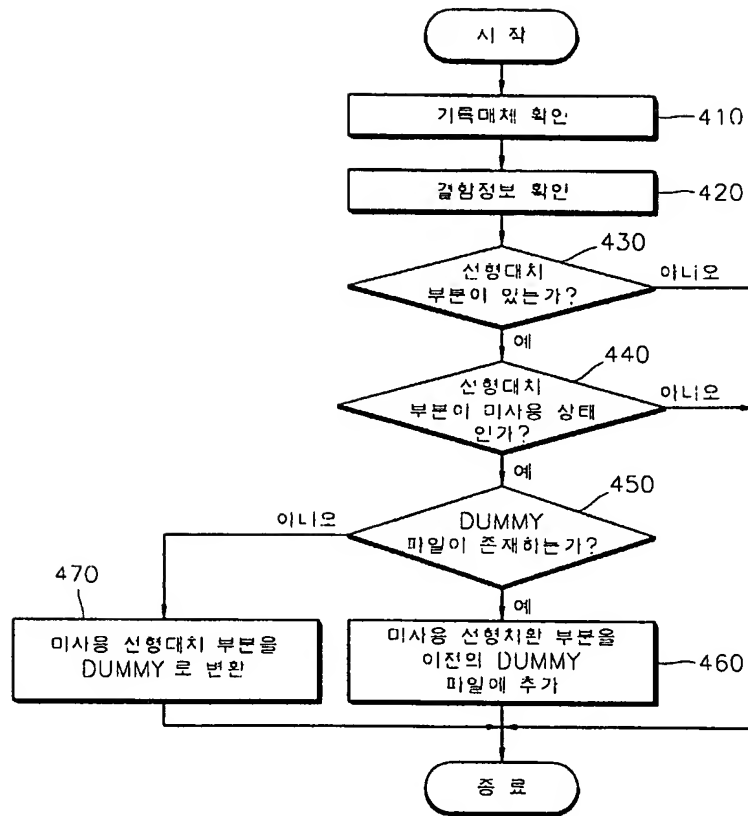 시 작
기록매체 확인
410
결함정보 확인
420
430
선형대치
부분이 있는가?
아니오
예
440
선형대치
부분이 미사용 상태
인가?
아니오
예
450
DUMMY
파일이 존재하는가?
아니오
예
470
미사용 선형대치 부분을
DUMMY 로 변환
미사용 선형치환 부분을
이전의 DUMMY
파일에 추가
460
종 료